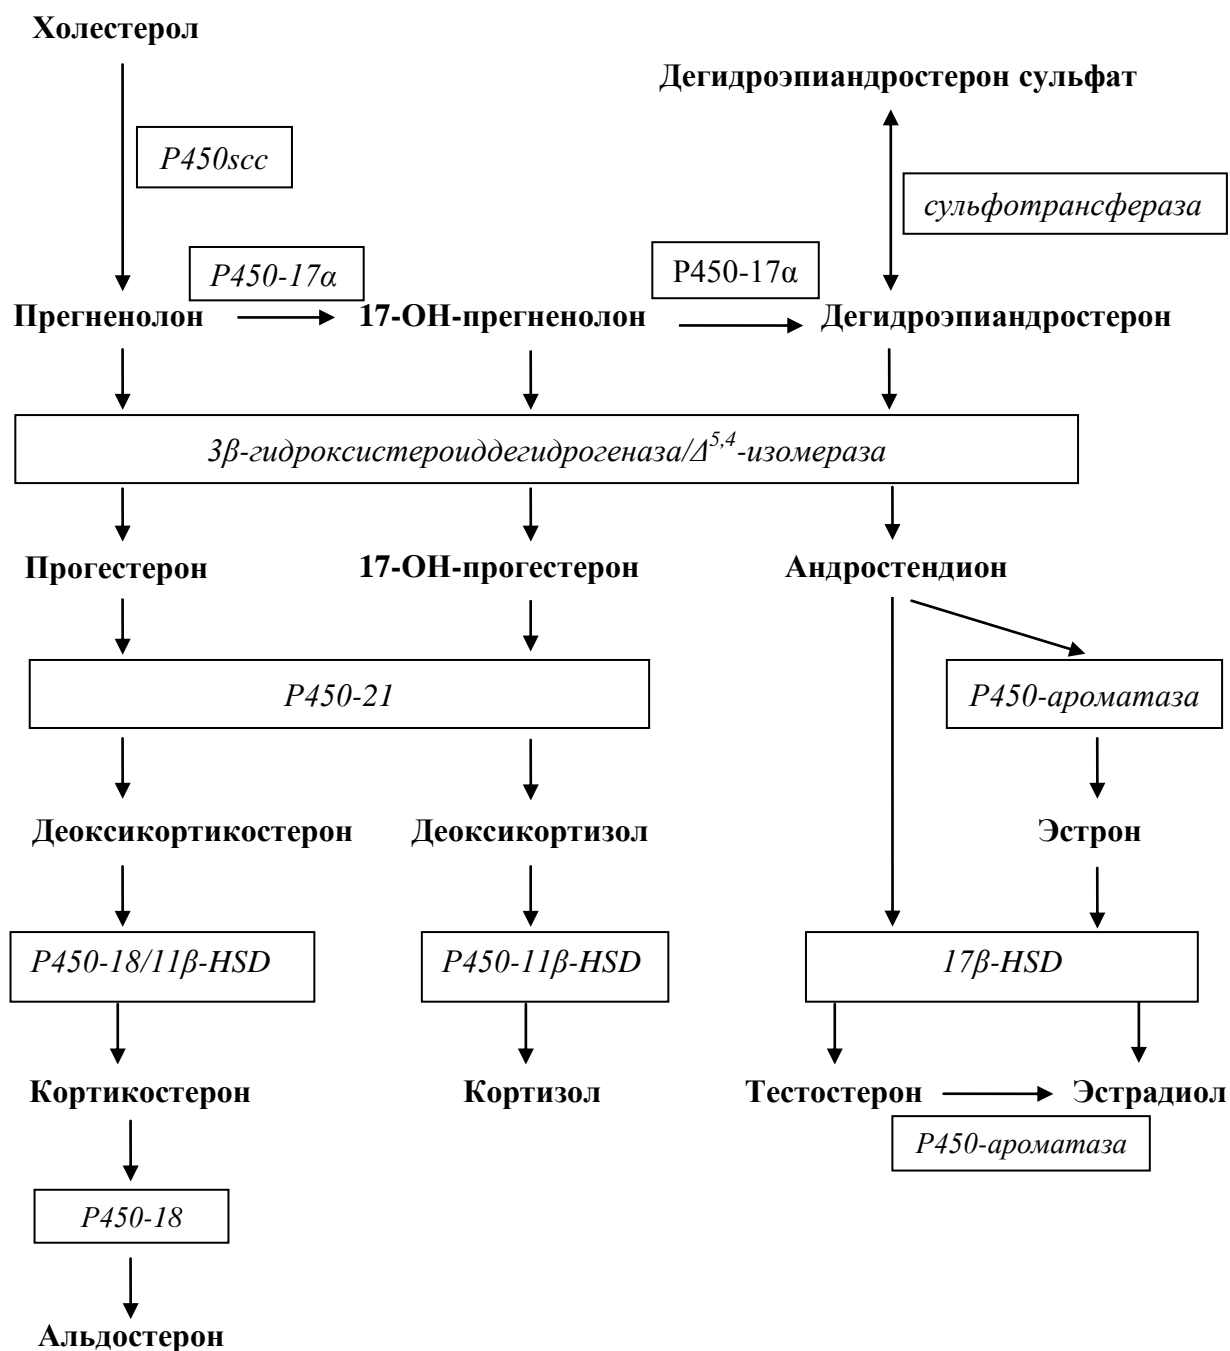 Холестерол
Дегидроэпиандростерон сульфат
P450scc
сульфотрансфераза
P450-17α
P450-17α
Прегненолон
17-ОН-прегненолон
Дегидроэпиандростерон
3β-гидроксистероиддегидрогеназа/Δ5,4-изомераза
Прогестерон
17-ОН-прогестерон
Андростендион
P450-21
P450-ароматаза
Деоксикортикостерон
Деоксикортизол
Эстрон
P450-18/11β-HSD
P450-11β-HSD
17β-HSD
Кортикостерон
Кортизол
Тестостерон
Эстрадиол
P450-ароматаза
P450-18
Альдостерон